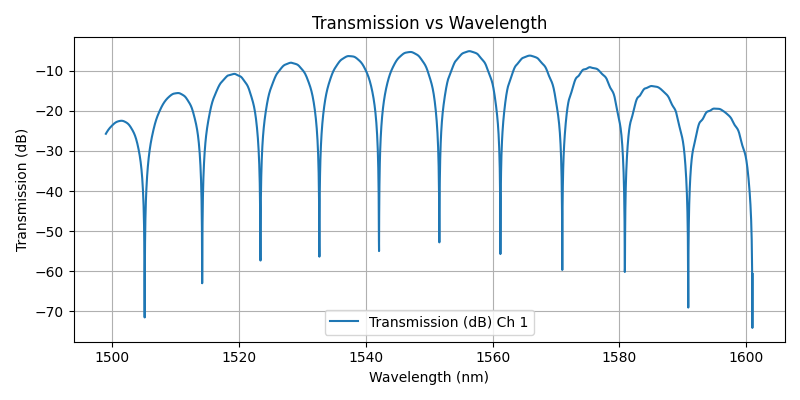 Transmission vs Wavelength
Transmission (dB)
−10
−20
−30
−40
−50
−60
−70
Transmission (dB) Ch 1
1500 1520 1540 1560 1580 1600
Wavelength (nm)